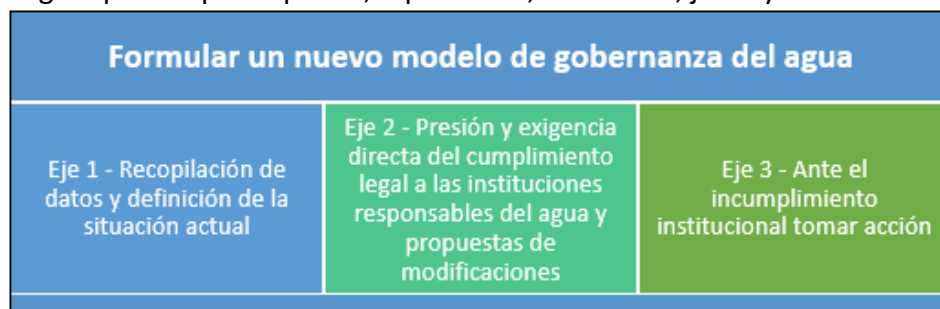 Formular un nuevo modelo de gobernanza del agua
Eje 1 - Recopilación de
datos y definición de la
situación actual
Eje 2 - Presión y exigencia
directa del cumplimiento
legal a las instituciones
responsables del agua y
propuestas de
modificaciones
Eje 3 - Ante el
incumplimiento
institucional tomar acción